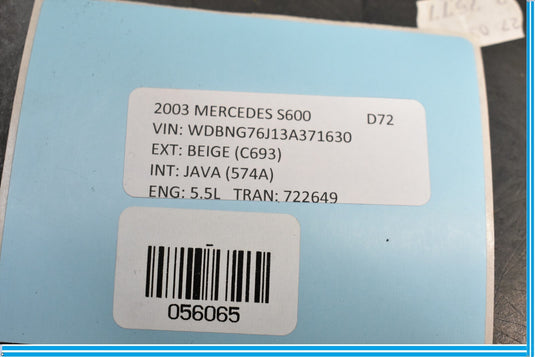 2003 MERCEDES S600 D72
VIN: WDBNG76J13A371630
EXT: BEIGE (C693)
INT: JAVA (574A)
ENG: 5.5L TRAN: 722649
056065